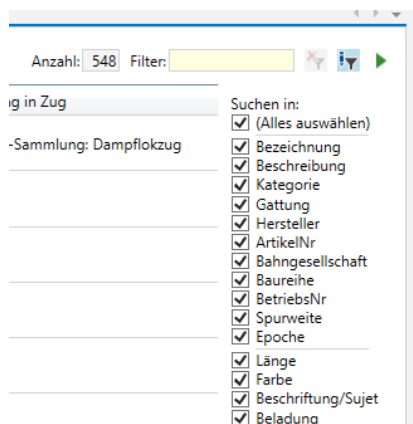 Anzahl: 548 Filter:
g in Zug
-Sammlung: Dampflokzug
Suchen in:
(Alles auswählen)
Bezeichnung
Beschreibung
Kategorie
Gattung
Hersteller
ArtikelNr
Bahngesellschaft
Baureihe
BetriebsNr
Spurweite
Epoche
Länge
Farbe
Beschriftung/Sujet
Beladung